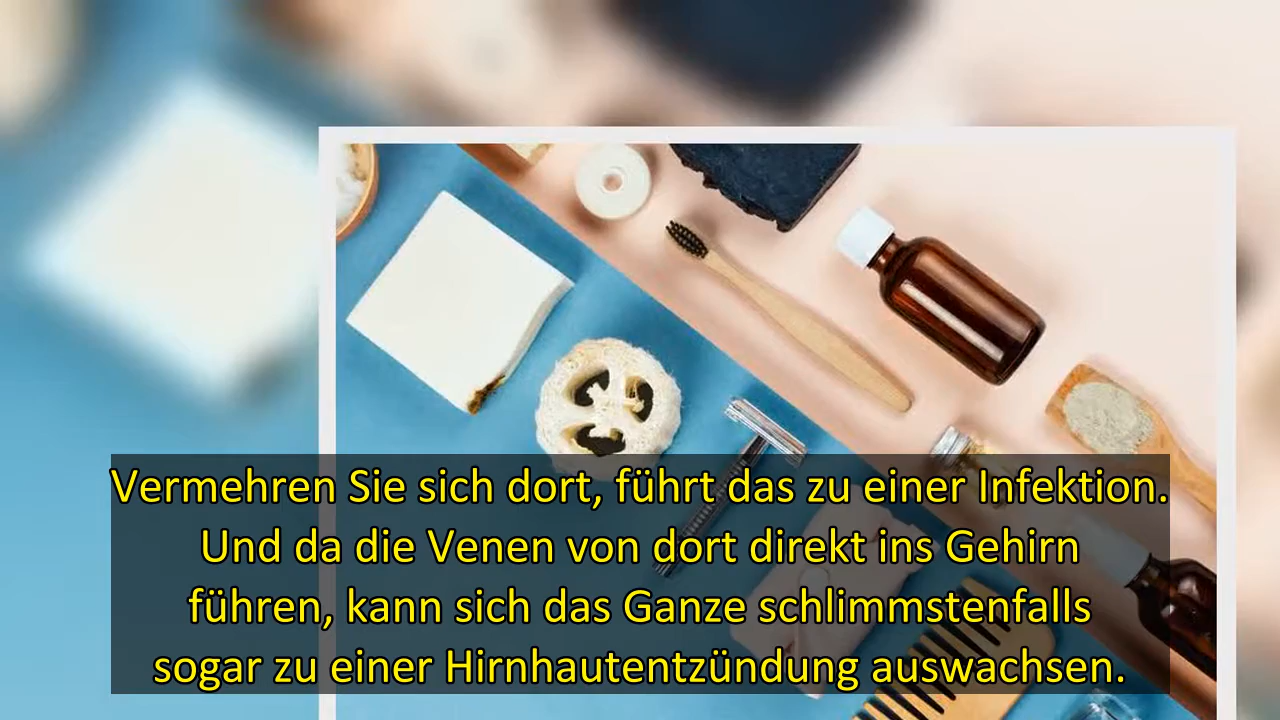 Vermehren Sie sich dort, führt das zu einer Infektion.
Und da die Venen von dort direkt ins Gehirn
führen, kann sich das Ganze schlimmstenfalls
sogar zu einer Hirnhautentzündung auswachsen.